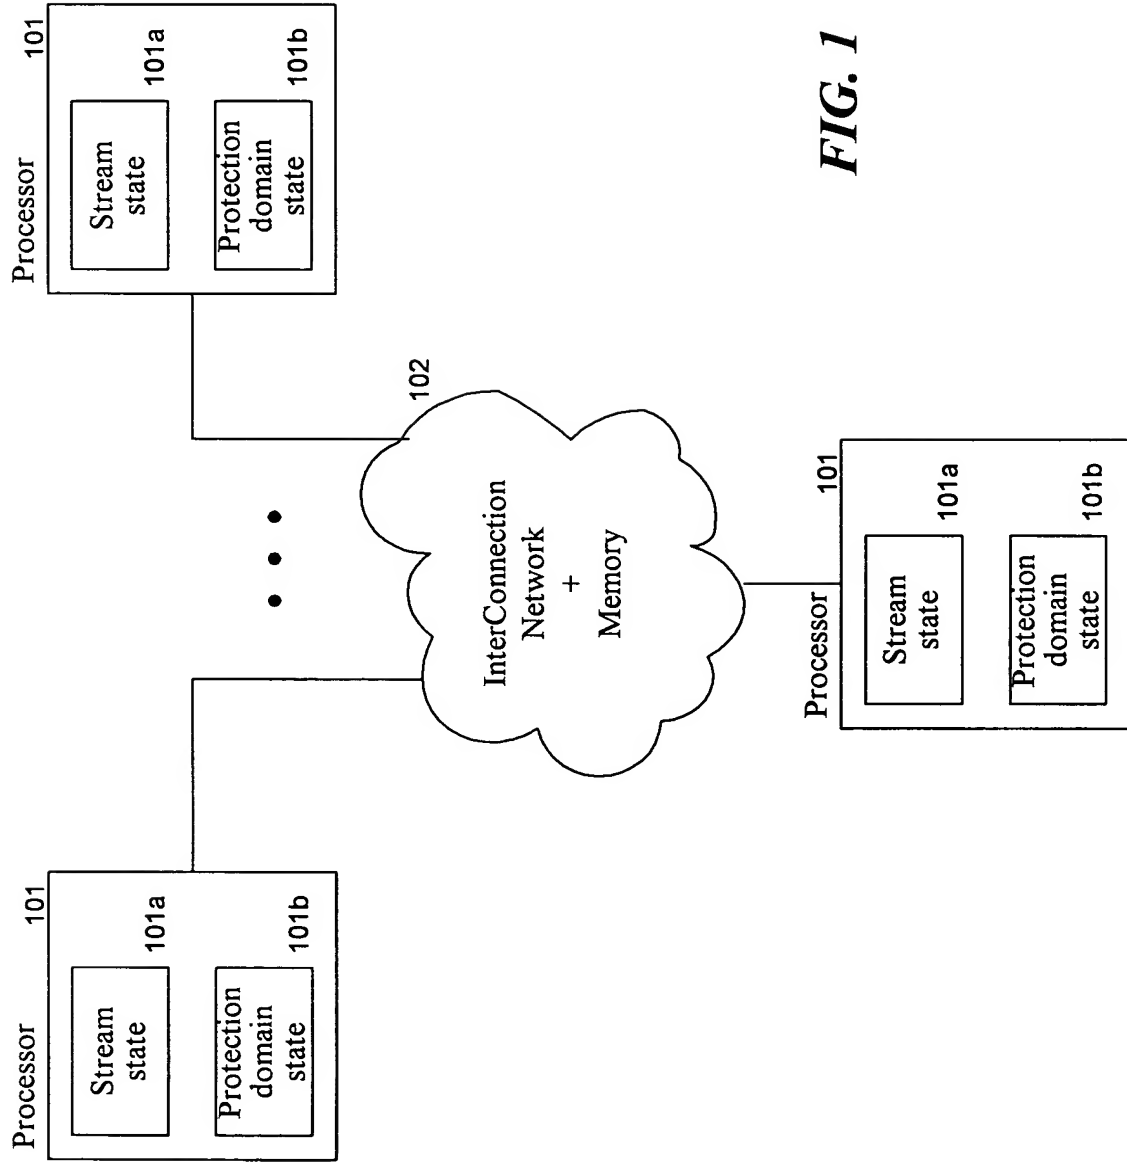 Processor
101
Stream
state
101a
Protection
domain
state
101b
Processor
101
Stream
state
101a
Protection
domain
state
101b
102
InterConnection
Network
+
Memory
Processor
101
Stream
state
101a
Protection
domain
state
101b
FIG. 1